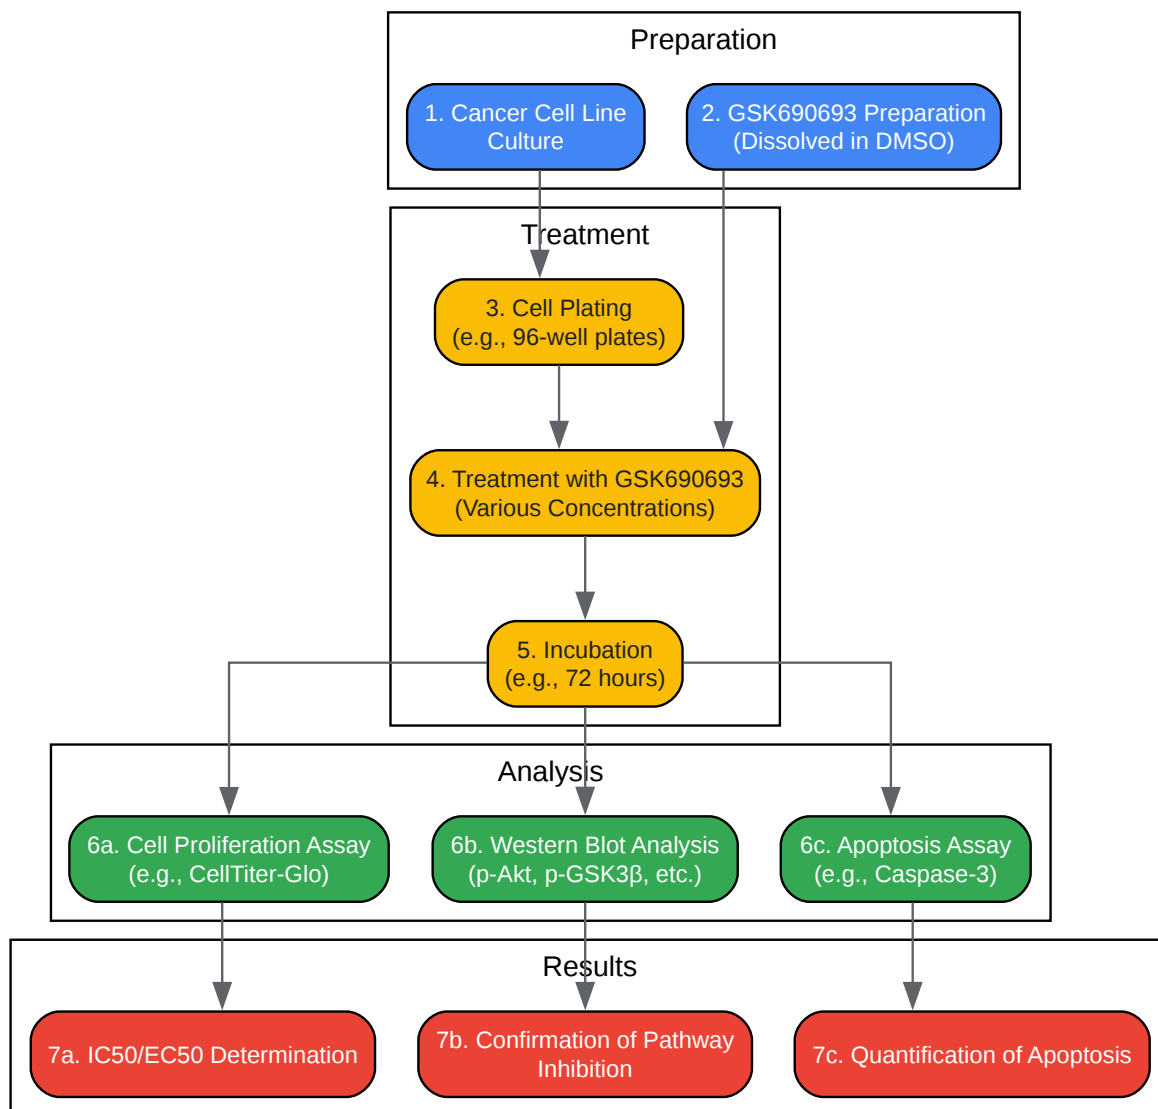 Preparation
1. Cancer Cell Line
Culture
2. GSK690693 Preparation
(Dissolved in DMSO)
Treatment
3. Cell Plating
(e.g., 96-well plates)
4. Treatment with GSK690693
(Various Concentrations)
5. Incubation
(e.g., 72 hours)
Analysis
6a. Cell Proliferation Assay
(e.g., CellTiter-Glo)
6b. Western Blot Analysis
(p-Akt, p-GSK3β, etc.)
6c. Apoptosis Assay
(e.g., Caspase-3)
Results
7a. IC50/EC50 Determination
7b. Confirmation of Pathway
Inhibition
7c. Quantification of Apoptosis